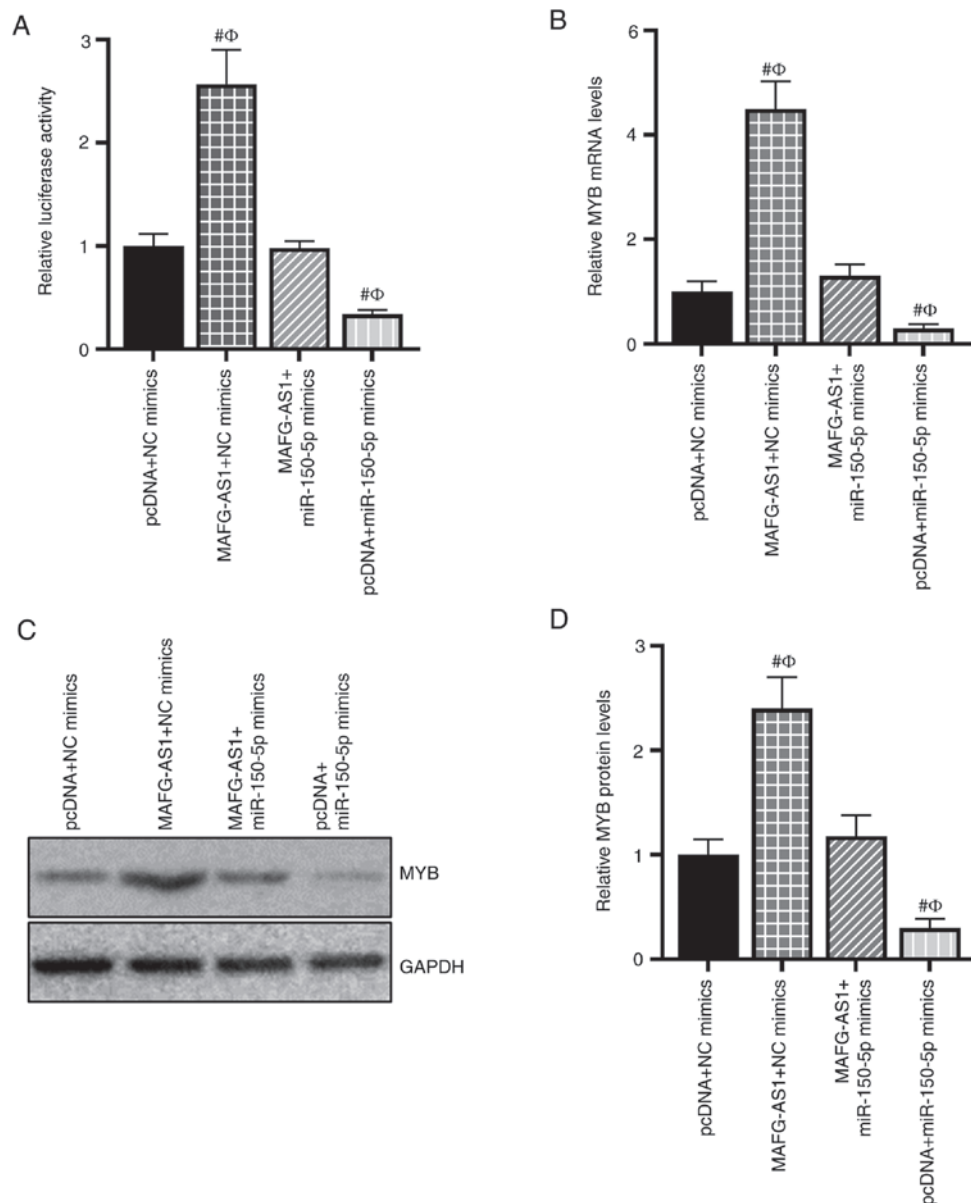 A
Relative luciferase activity
3
2
1
0
#Φ
#Φ
pcDNA+NC mimics
MAFG-AS1+NC mimics
MAFG-AS1+
miR-150-5p mimics
pcDNA+miR-150-5p mimics
B
Relative MYB mRNA levels
6
4
2
0
#Φ
#Φ
pcDNA+NC mimics
MAFG-AS1+NC mimics
MAFG-AS1+
miR-150-5p mimics
pcDNA+miR-150-5p mimics
C
pcDNA+NC mimics
MAFG-AS1+NC mimics
MAFG-AS1+
miR-150-5p mimics
pcDNA+
miR-150-5p mimics
MYB
GAPDH
D
Relative MYB protein levels
3
2
1
0
#Φ
#Φ
pcDNA+NC mimics
MAFG-AS1+NC mimics
MAFG-AS1+
miR-150-5p mimics
pcDNA+miR-150-5p mimics